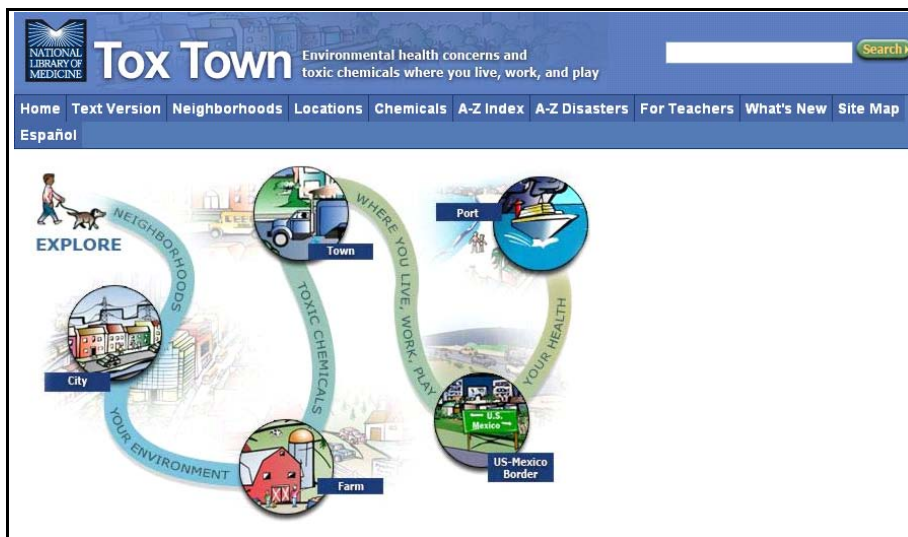 NATIONAL
LIBRARY OF
MEDICINE
Tox Town
Environmental health concerns and
toxic chemicals where you live, work, and play
Search
Home Text Version Neighborhoods Locations Chemicals A-Z Index A-Z Disasters For Teachers What's New Site Map
Español
EXPLORE
NEIGHBORHOODS
City
YOUR ENVIRONMENT
Farm
TOXIC CHEMICALS
Town
WHERE YOU LIVE, WORK, PLAY
U.S.
Mexico
US-Mexico
Border
YOUR HEALTH
Port